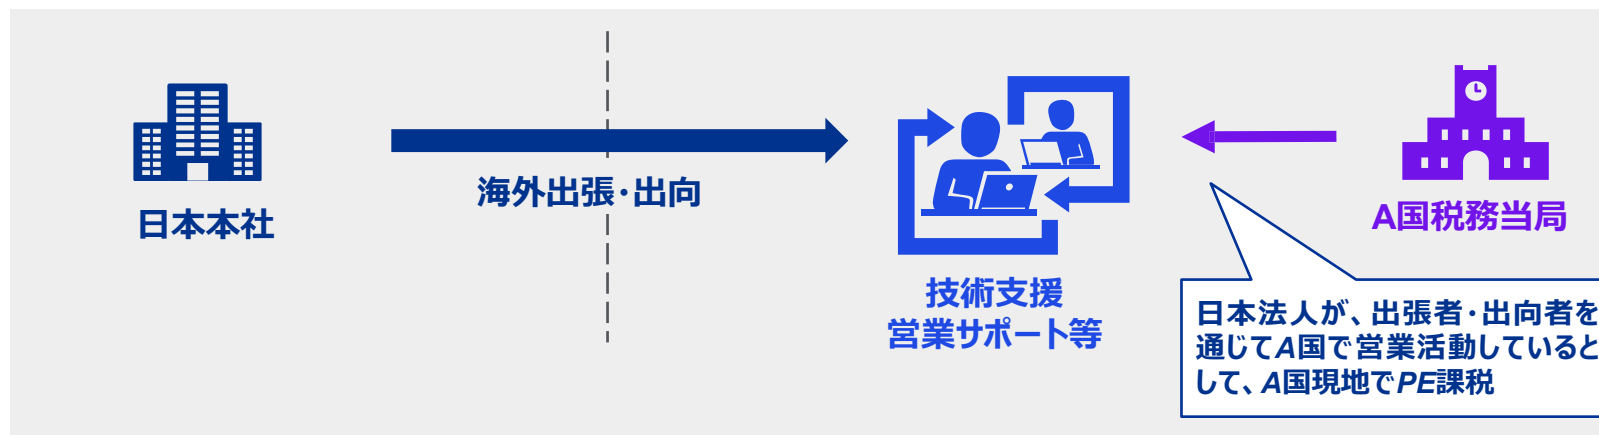 日本本社
海外出張・出向
技術支援
営業サポート等
A国税務当局
日本法人が、出張者・出向者を
通じてA国で営業活動していると
して、A国現地でPE課税